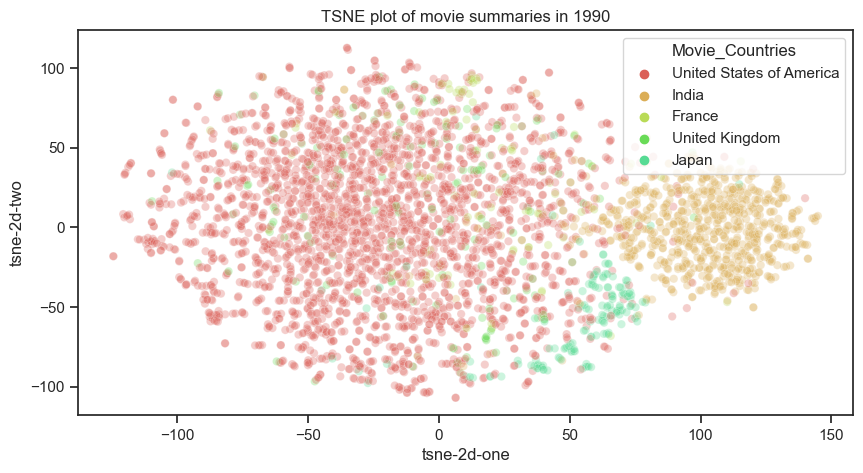 TSNE plot of movie summaries in 1990
Movie_Countries
United States of America
India
France
United Kingdom
Japan
100
50
0
−50
−100
tsne-2d-two
−100 −50 0 50 100 150
tsne-2d-one